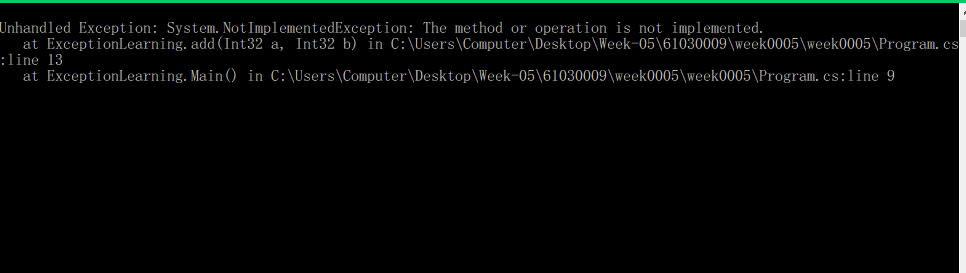 Unhandled Exception: System.NotImplementedException: The method or operation is not implemented.
   at ExceptionLearning.add(Int32 a, Int32 b) in C:\Users\Computer\Desktop\Week-05\61030009\week0005\week0005\Program.cs
:line 13
   at ExceptionLearning.Main() in C:\Users\Computer\Desktop\Week-05\61030009\week0005\week0005\Program.cs:line 9